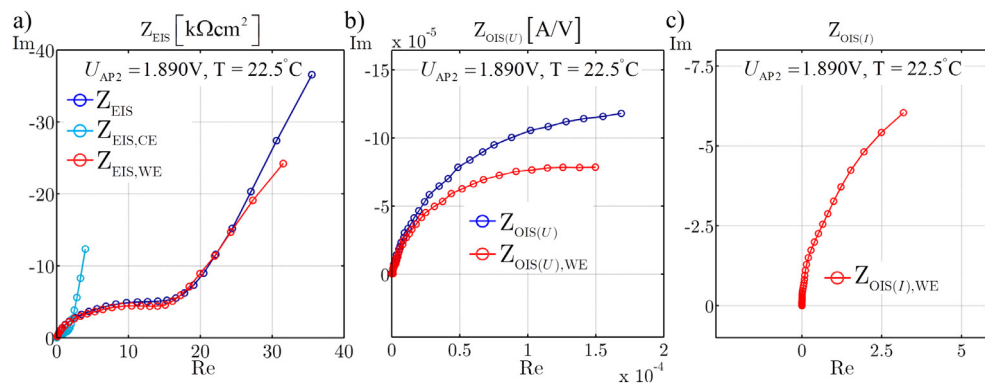 a)
Z_EIS [kΩcm²]
Im
-40
-30
-20
-10
0
U_AP2 = 1.890V, T = 22.5°C
Z_EIS
Z_EIS,CE
Z_EIS,WE
0 10 20 30 40
Re
b)
Z_OIS(U) [A/V]
Im x 10⁻⁵
-15
-10
-5
0
U_AP2 = 1.890V, T = 22.5°C
Z_OIS(U)
Z_OIS(U),WE
0 0.5 1 1.5 2
Re x 10⁻⁴
c)
Z_OIS(I)
Im
-7.5
-5
-2.5
0
U_AP2 = 1.890V, T = 22.5°C
Z_OIS(I),WE
0 2.5 5
Re